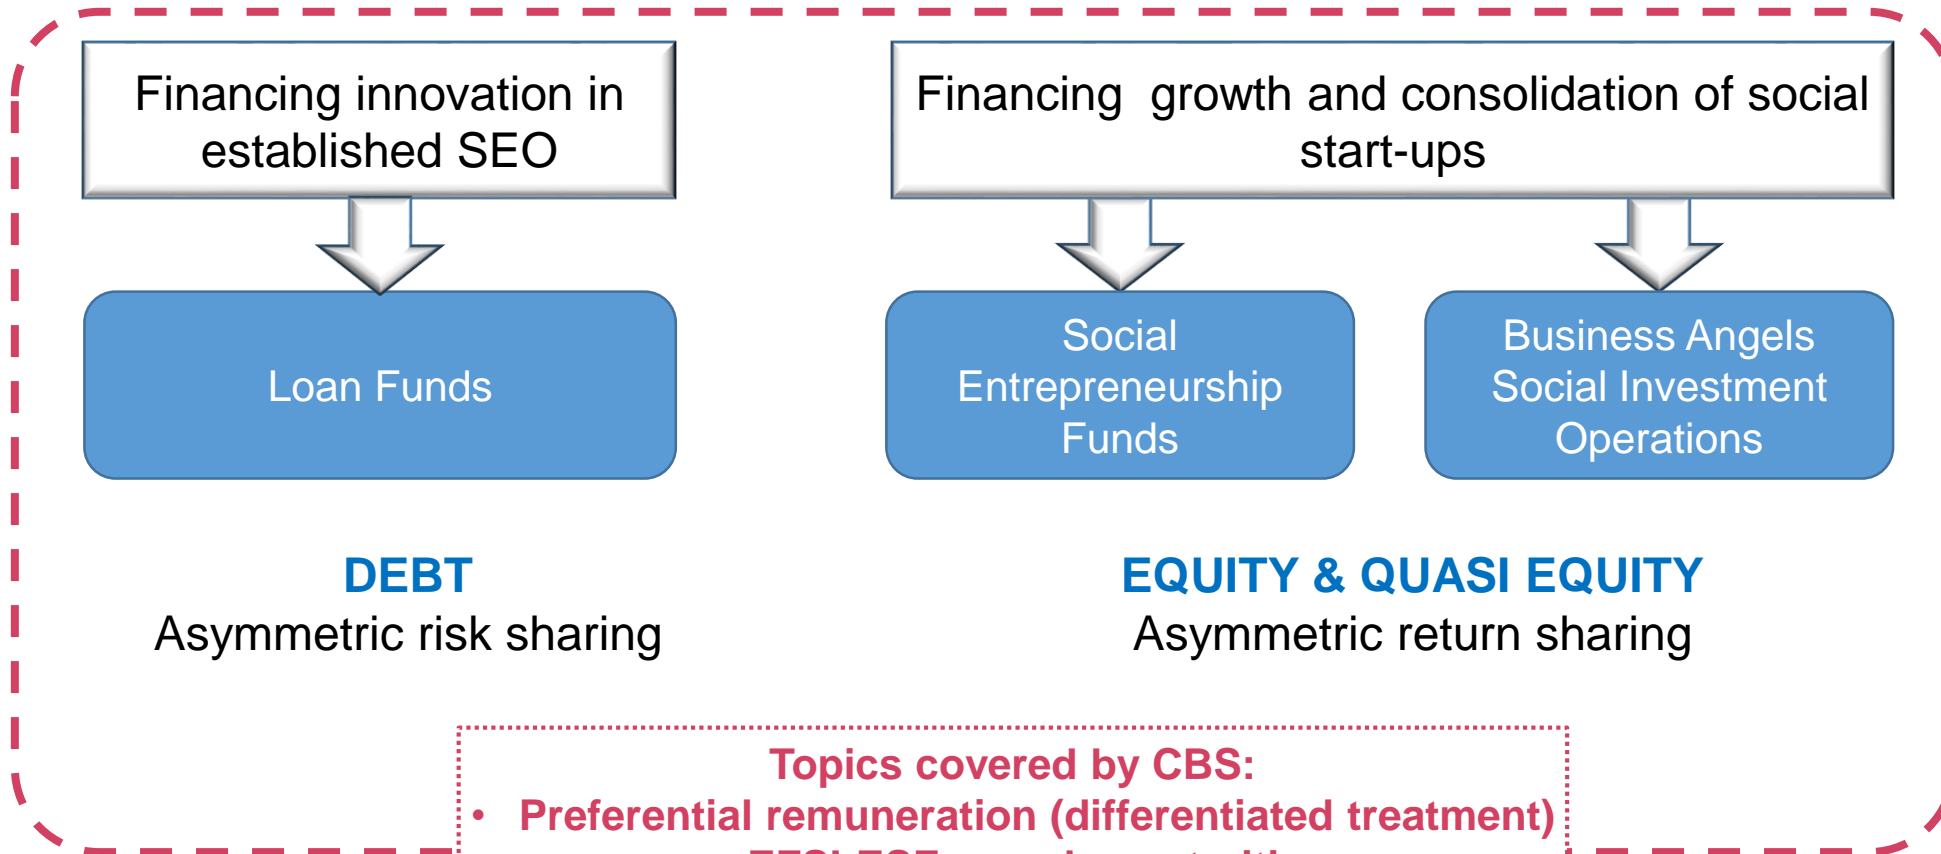 Financing innovation in
established SEO
Financing growth and consolidation of social
start-ups
Loan Funds
Social
Entrepreneurship
Funds
Business Angels
Social Investment
Operations
DEBT
Asymmetric risk sharing
EQUITY & QUASI EQUITY
Asymmetric return sharing
Topics covered by CBS:
• Preferential remuneration (differentiated treatment)